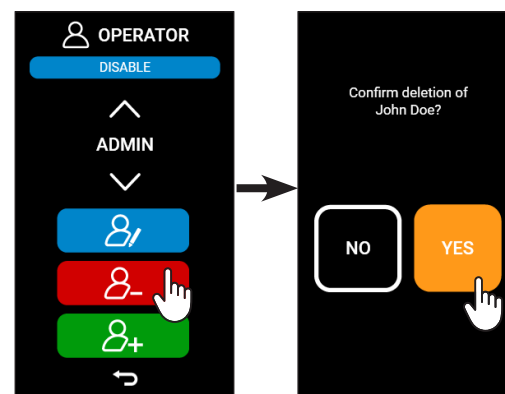 OPERATOR
DISABLE
ADMIN
Confirm deletion of
John Doe?
NO
YES